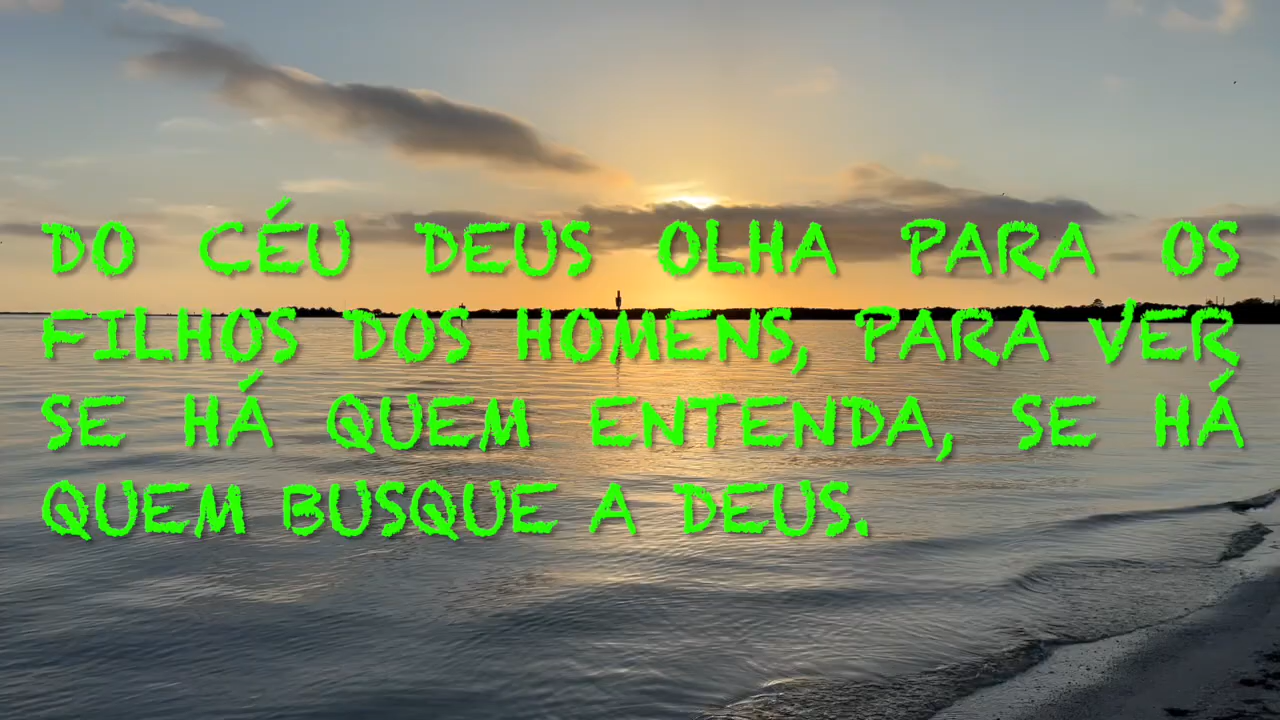 DO CÉU DEUS OLHA PARA OS
FILHOS DOS HOMENS, PARA VER
SE HÁ QUEM ENTENDA, SE HÁ
QUEM BUSQUE A DEUS.